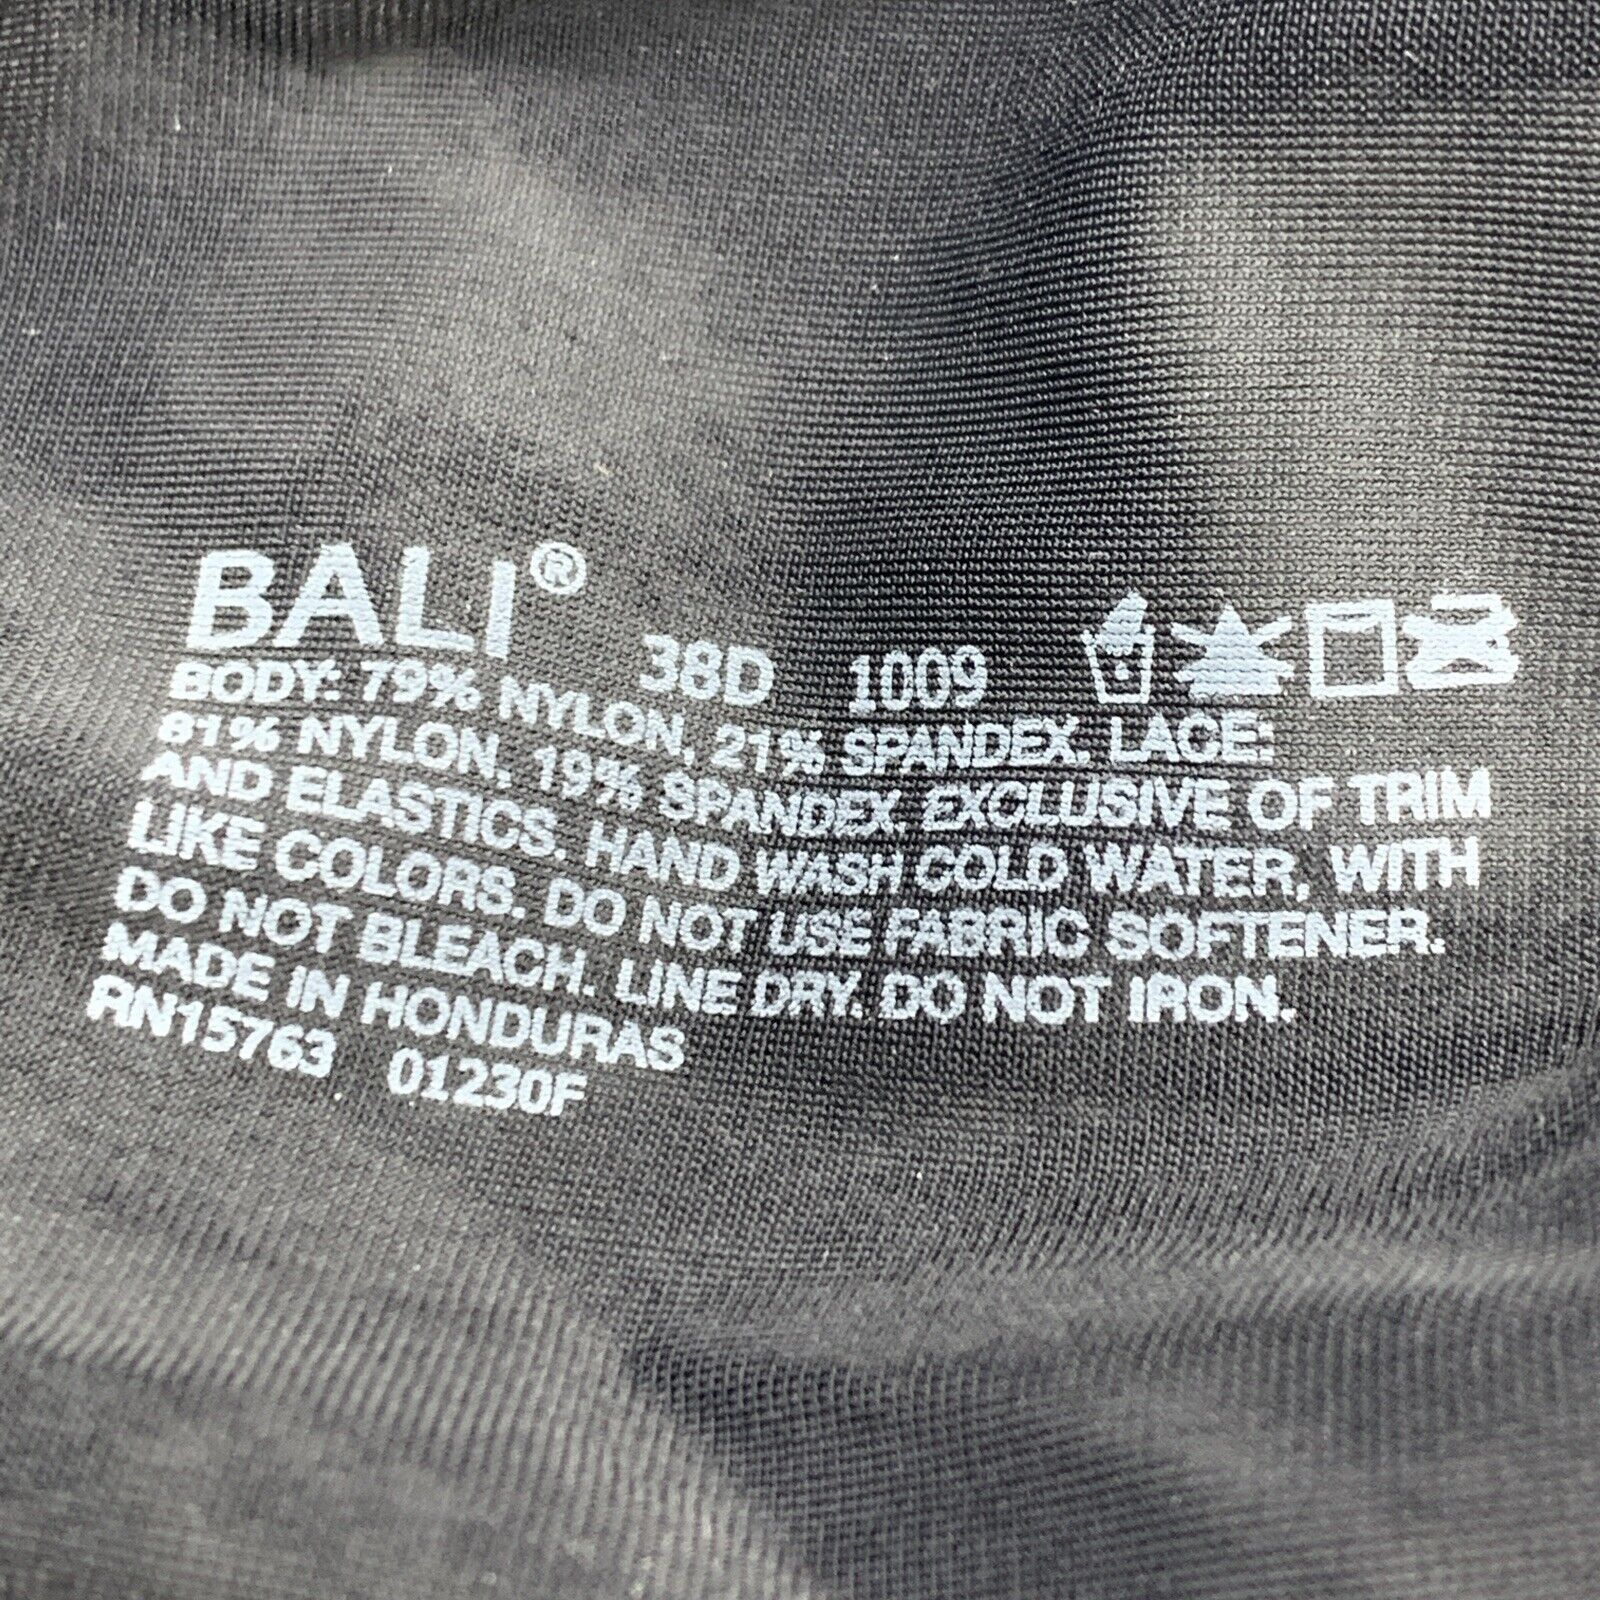 BALI® 38D 1009
BODY: 79% NYLON, 21% SPANDEX. LACE:
81% NYLON, 19% SPANDEX. EXCLUSIVE OF TRIM
AND ELASTICS. HAND WASH COLD WATER, WITH
LIKE COLORS. DO NOT USE FABRIC SOFTENER.
DO NOT BLEACH. LINE DRY. DO NOT IRON.
MADE IN HONDURAS
RN15763 01230F